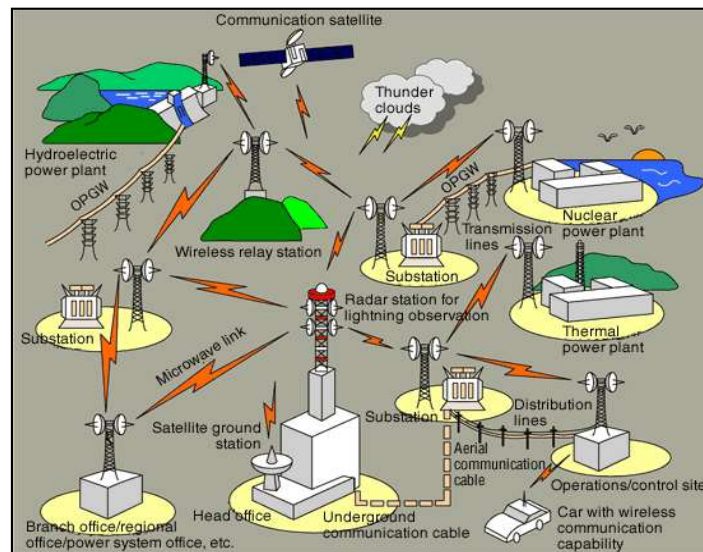 Communication satellite
Thunder
clouds
Hydroelectric
power plant
OPGW
OPGW
Nuclear
power plant
Wireless relay station
Transmission
lines
Substation
Radar station for
lightning observation
Substation
Thermal
power plant
Microwave link
Substation
Distribution
lines
Satellite ground
station
Aerial
communication
cable
Operations/control site
Head office
Underground
communication cable
Branch office/regional
office/power system office, etc.
Car with wireless
communication
capability